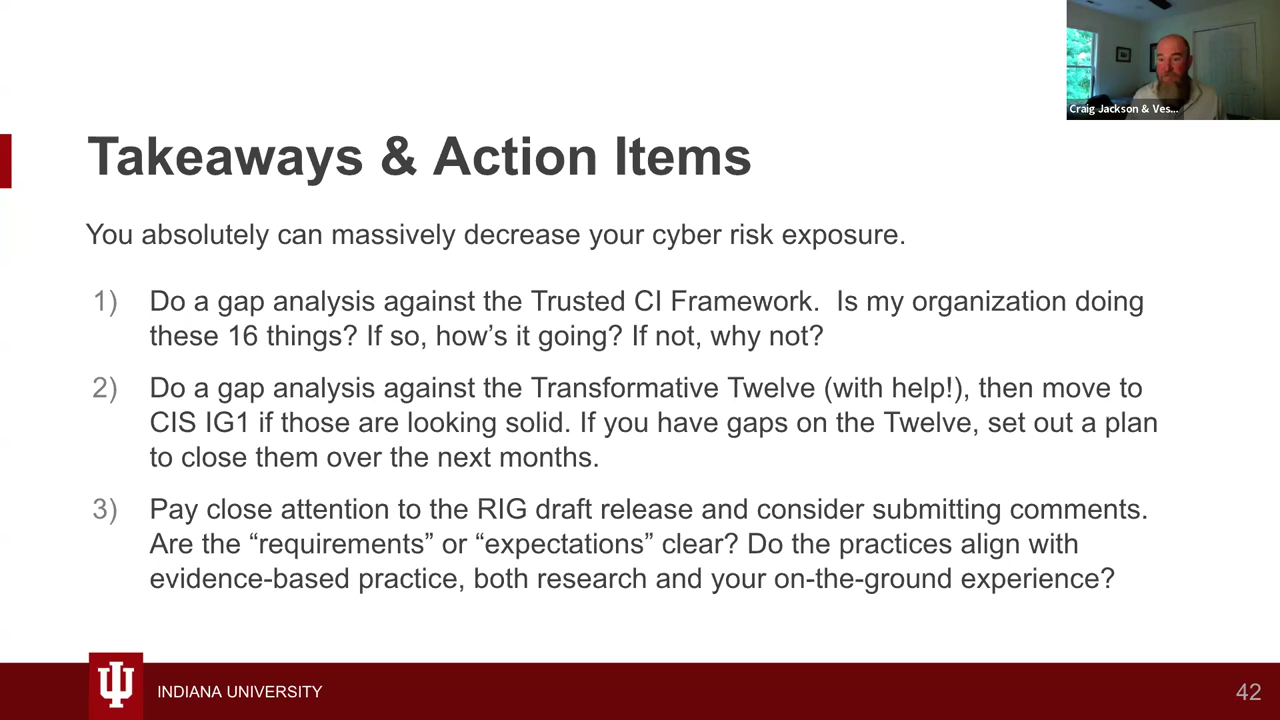 Craig Jackson & Ves...
Takeaways & Action Items
You absolutely can massively decrease your cyber risk exposure.
1) Do a gap analysis against the Trusted CI Framework.  Is my organization doing
these 16 things? If so, how’s it going? If not, why not?
2) Do a gap analysis against the Transformative Twelve (with help!), then move to
CIS IG1 if those are looking solid. If you have gaps on the Twelve, set out a plan
to close them over the next months.
3) Pay close attention to the RIG draft release and consider submitting comments.
Are the “requirements” or “expectations” clear? Do the practices align with
evidence-based practice, both research and your on-the-ground experience?
INDIANA UNIVERSITY
42